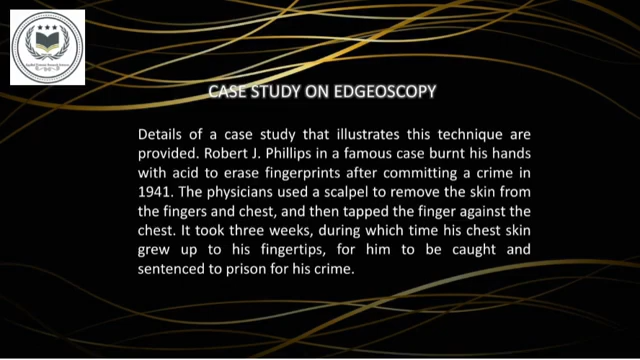 CASE STUDY ON EDGEOSCOPY
Details of a case study that illustrates this technique are
provided. Robert J. Phillips in a famous case burnt his hands
with acid to erase fingerprints after committing a crime in
1941. The physicians used a scalpel to remove the skin from
the fingers and chest, and then tapped the finger against the
chest. It took three weeks, during which time his chest skin
grew up to his fingertips, for him to be caught and
sentenced to prison for his crime.